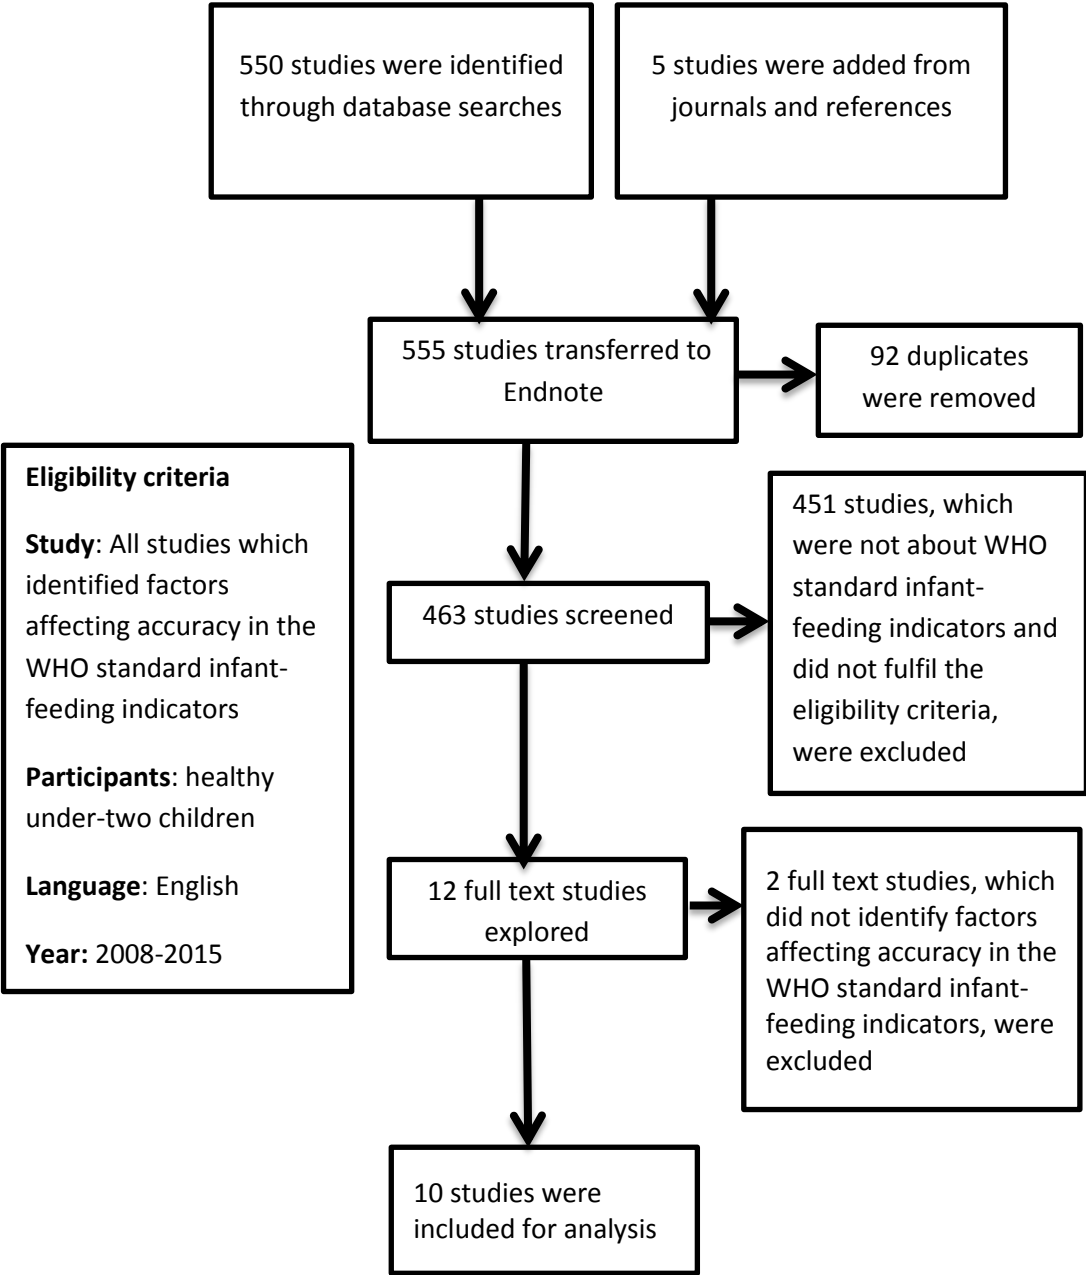 550 studies were identified
through database searches
5 studies were added from
journals and references
555 studies transferred to
Endnote
92 duplicates
were removed
Eligibility criteria
Study: All studies which
identified factors
affecting accuracy in the
WHO standard infant-
feeding indicators
Participants: healthy
under-two children
Language: English
Year: 2008-2015
463 studies screened
451 studies, which
were not about WHO
standard infant-
feeding indicators and
did not fulfil the
eligibility criteria,
were excluded
12 full text studies
explored
2 full text studies, which
did not identify factors
affecting accuracy in the
WHO standard infant-
feeding indicators, were
excluded
10 studies were
included for analysis